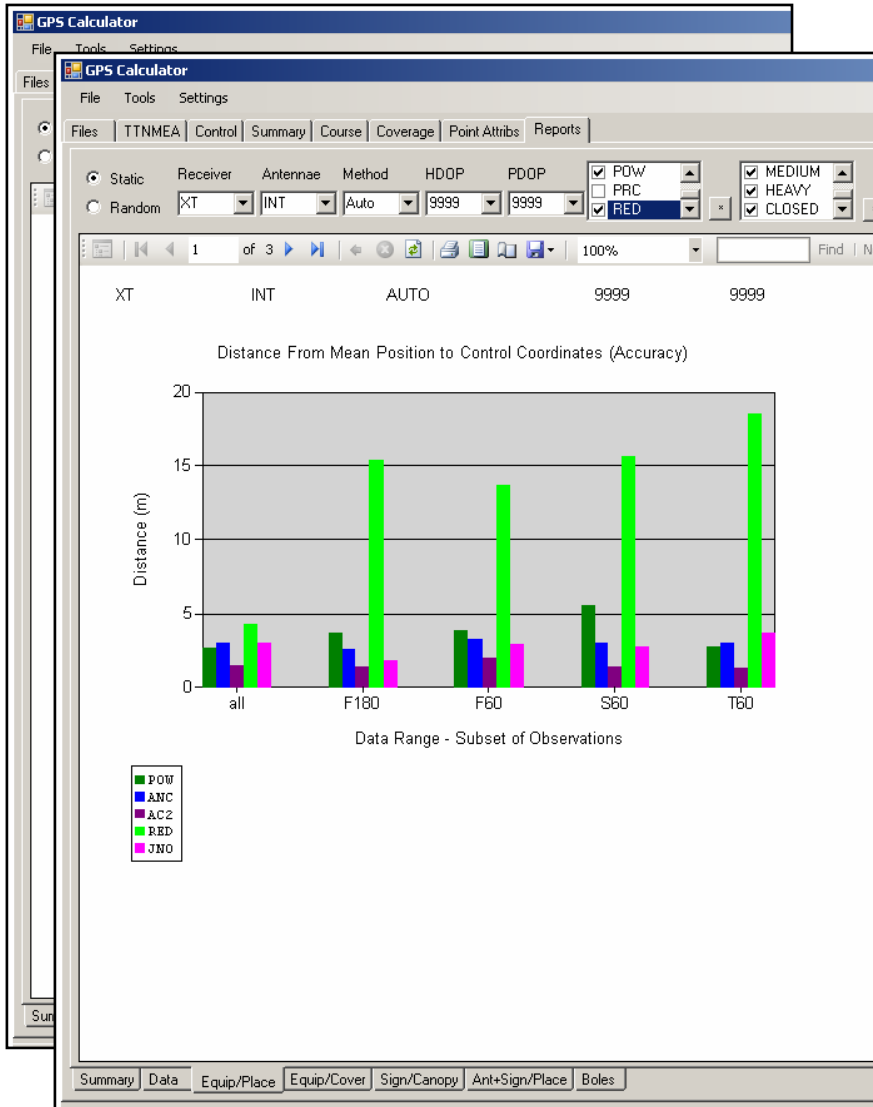 GPS Calculator
File Tools Settings
Files
Sum
GPS Calculator
File Tools Settings
Files TTNMEA Control Summary Course Coverage Point Attribs Reports
Static Receiver Antennae Method HDOP PDOP
Random XT INT Auto 9999 9999
POW
PRC
RED
*
MEDIUM
HEAVY
CLOSED
1 of 3 100% Find | N
XT INT AUTO 9999 9999
Distance From Mean Position to Control Coordinates (Accuracy)
Distance (m)
20
15
10
5
0
all F180 F60 S60 T60
Data Range - Subset of Observations
POW
ANC
AC2
RED
JNO
Summary Data Equip/Place Equip/Cover Sign/Canopy Ant+Sign/Place Boles